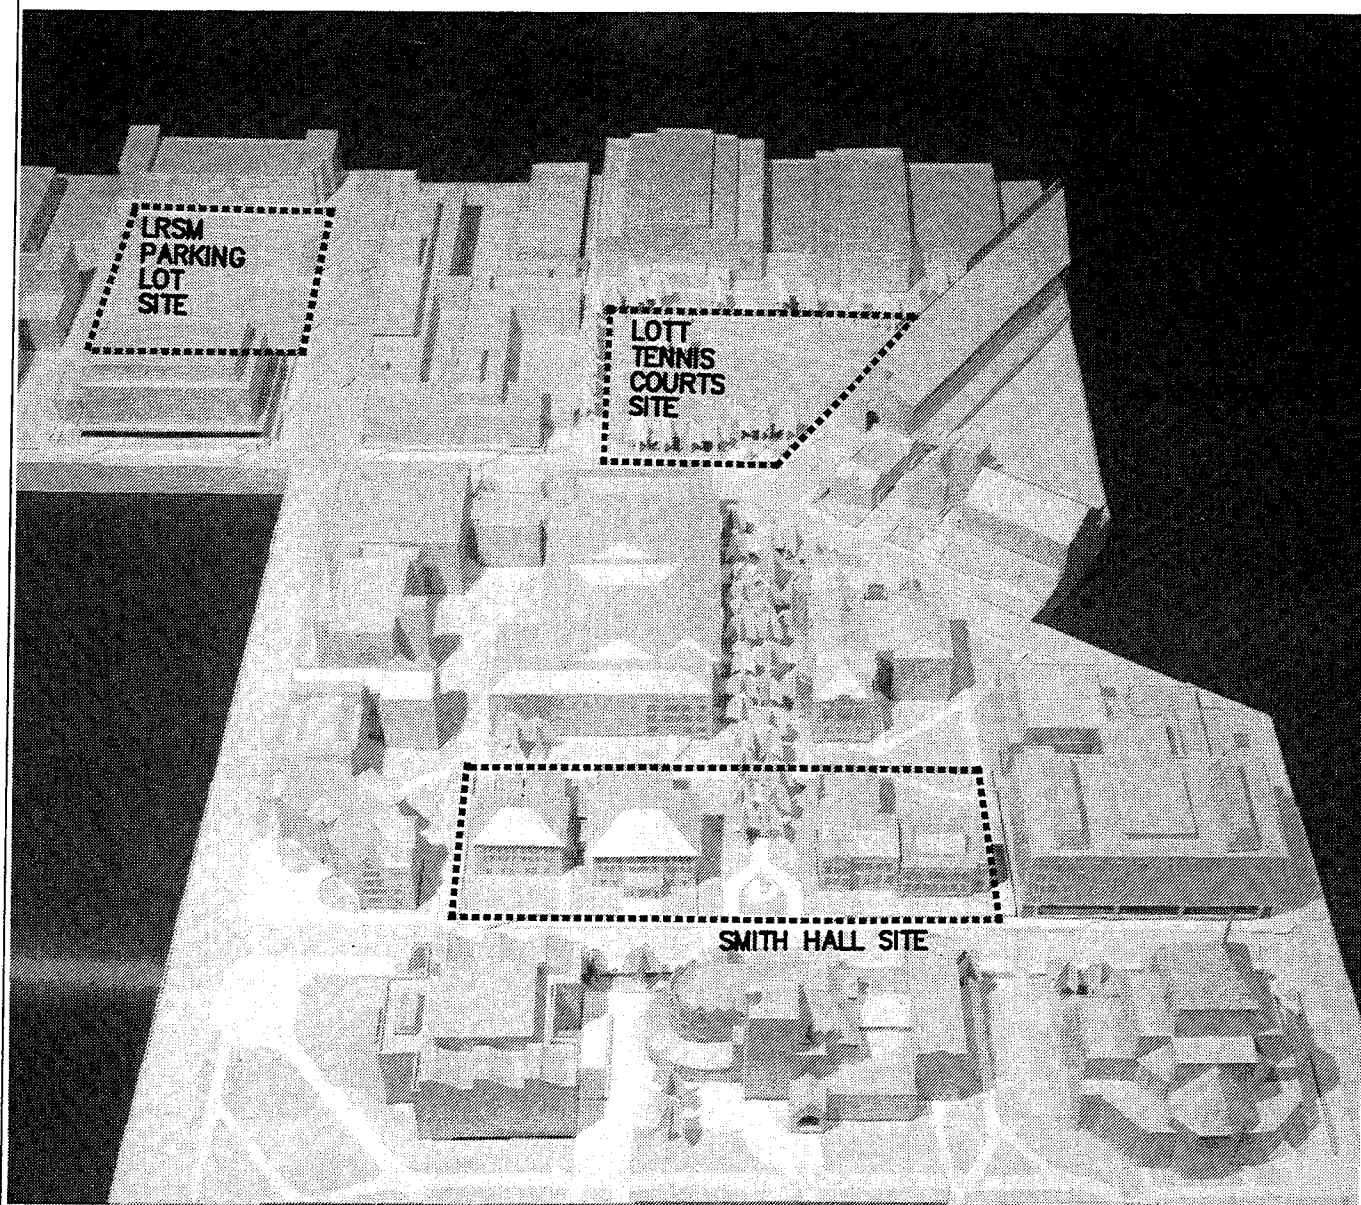 LRSM
PARKING
LOT
SITE
LOTT
TENNIS
COURTS
SITE
SMITH HALL SITE